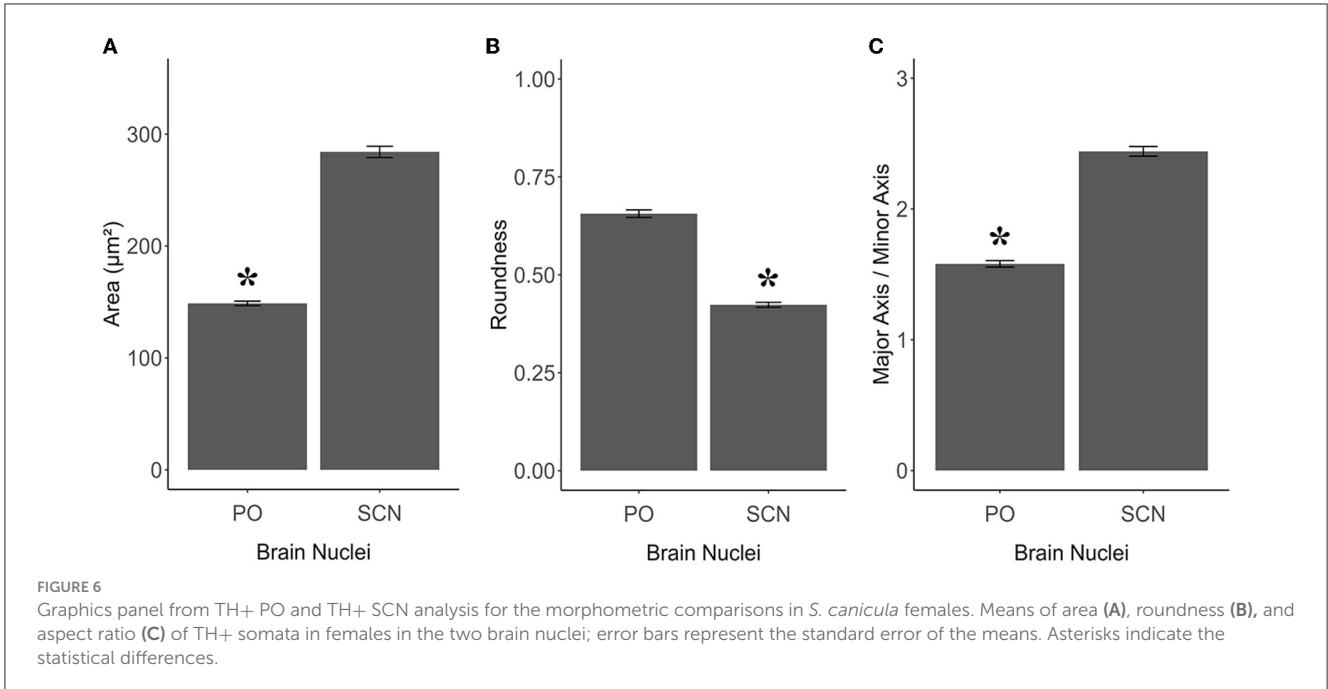 A
300
200
100
0
Area (µm²)
*
PO SCN
Brain Nuclei
B
1.00
0.75
0.50
0.25
0.00
Roundness
*
PO SCN
Brain Nuclei
C
3
2
1
0
Major Axis / Minor Axis
*
PO SCN
Brain Nuclei
FIGURE 6
Graphics panel from TH+ PO and TH+ SCN analysis for the morphometric comparisons in S. canicula females. Means of area (A), roundness (B), and
aspect ratio (C) of TH+ somata in females in the two brain nuclei; error bars represent the standard error of the means. Asterisks indicate the
statistical differences.